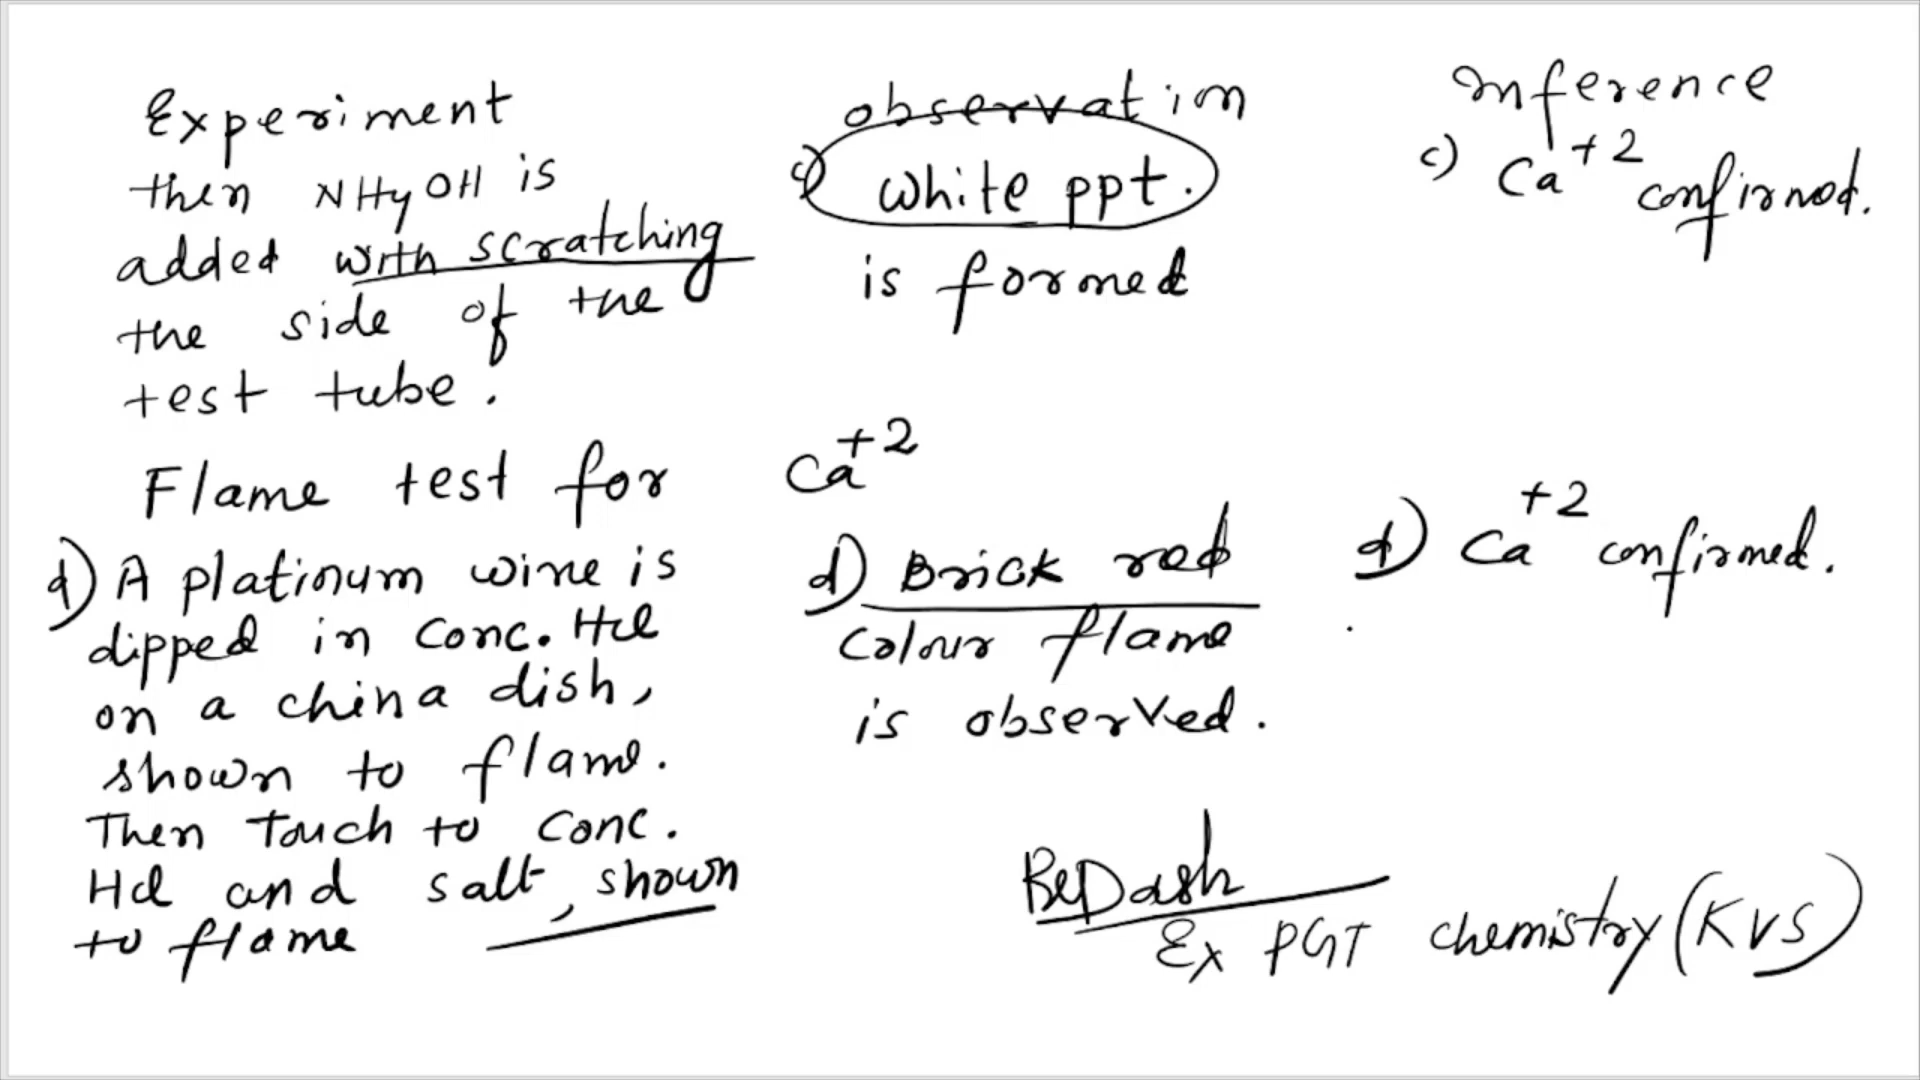 Experiment
then NH4OH is
added with scratching
the side of the
test tube.
observation
c) white ppt.
is formed
Inference
c) Ca+2 confirmed.
Flame test for Ca+2
d) A platinum wire is
dipped in conc. Hcl
on a china dish,
shown to flame.
Then Touch to conc.
Hcl and salt, shown
to flame
d) Brick red
colour flame
is observed.
d) Ca+2 confirmed.
Dash
Ex PGT chemistry (KVS)